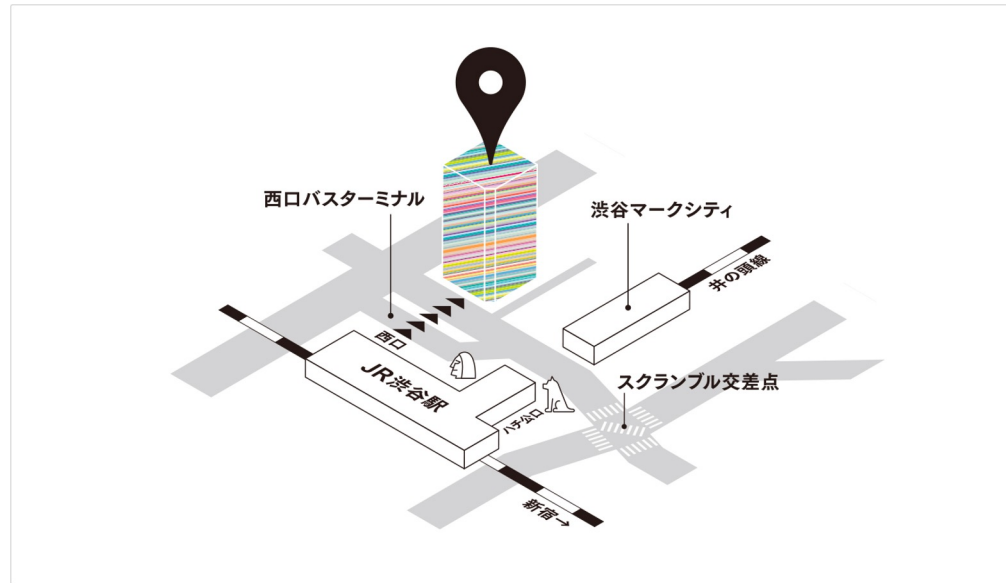 西口バスターミナル
渋谷マークシティ
井の頭線
西口
JR渋谷駅
スクランブル交差点
ハチ公口
新宿→